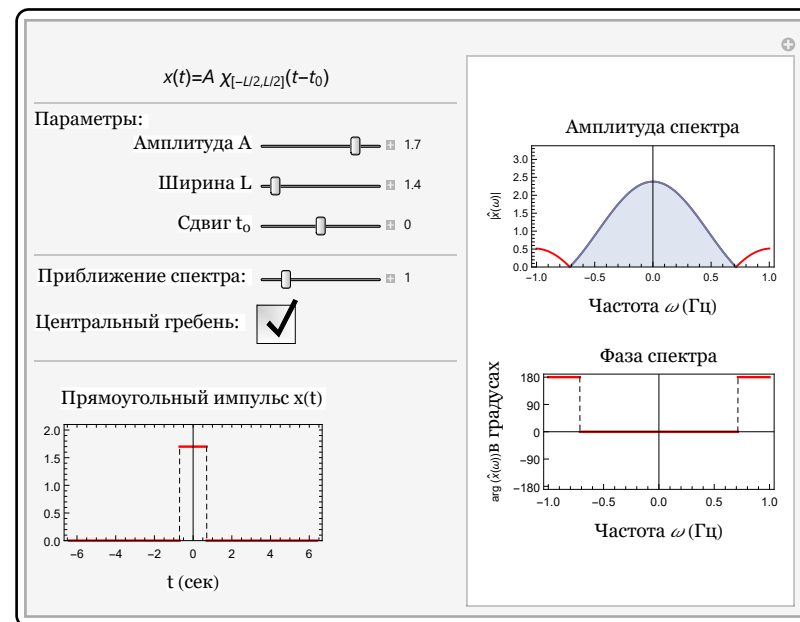 x(t)=A χ[−L/2,L/2](t−t₀)
Параметры:
Амплитуда A 1.7
Ширина L 1.4
Сдвиг t₀ 0
Приближение спектра: 1
Центральный гребень:
Прямоугольный импульс x(t)
2.0
1.5
1.0
0.5
0.0
−6 −4 −2 0 2 4 6
t (сек)
Амплитуда спектра
|x̂(ω)|
3.0
2.5
2.0
1.5
1.0
0.5
0.0
−1.0 −0.5 0.0 0.5 1.0
Частота ω (Гц)
Фаза спектра
arg (x̂(ω)) в градусах
180
90
0
−90
−180
−1.0 −0.5 0.0 0.5 1.0
Частота ω (Гц)